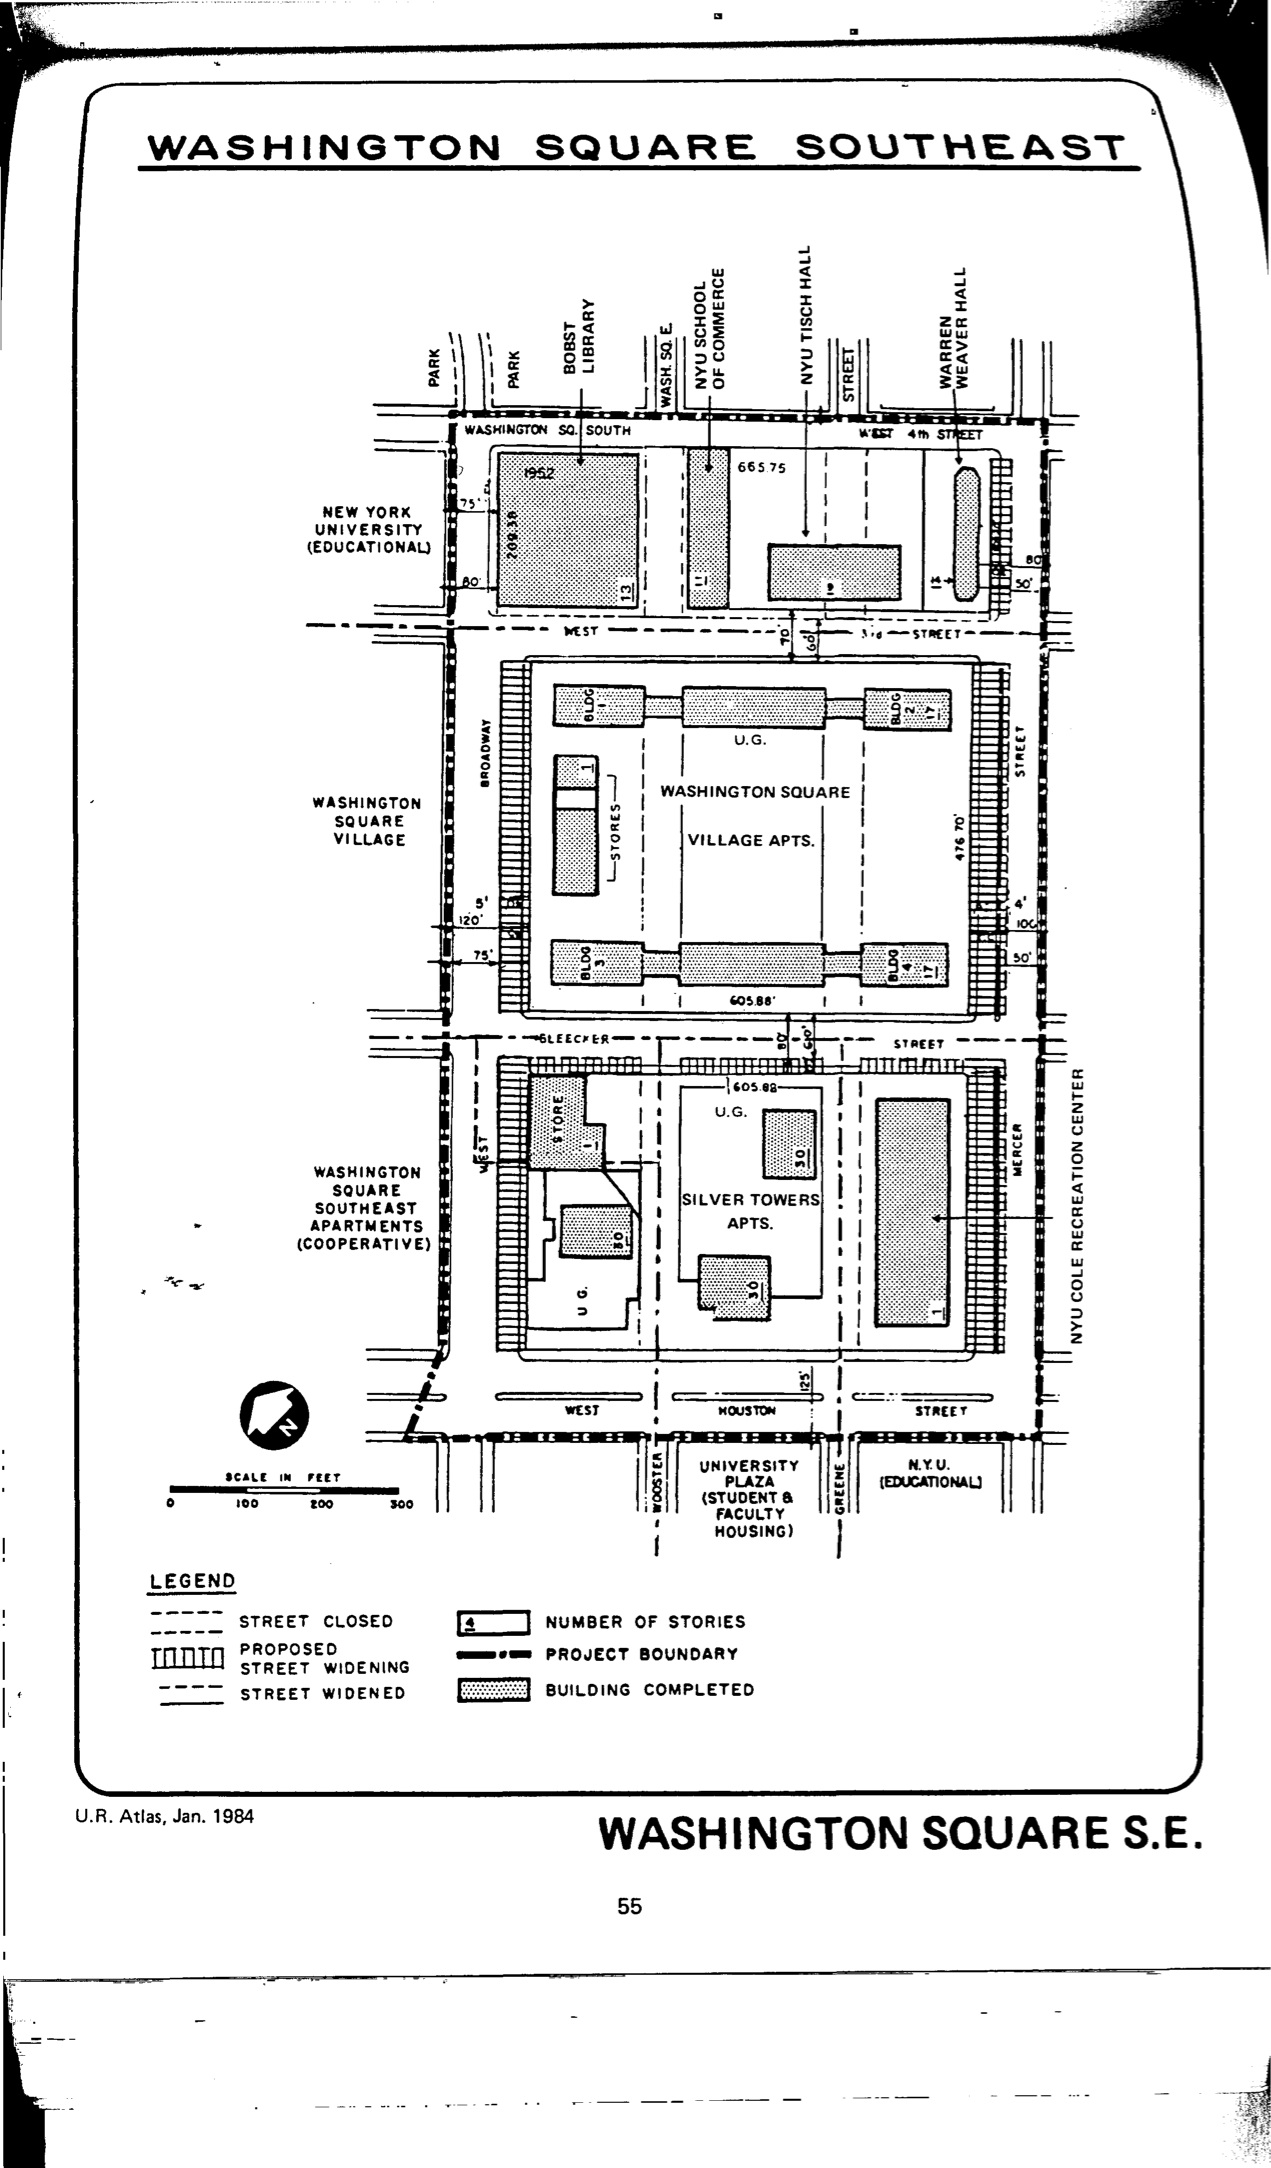 WASHINGTON SQUARE SOUTHEAST
PARK
PARK
BOBST
LIBRARY
WASH. SQ. E.
NYU SCHOOL
OF COMMERCE
NYU TISCH HALL
STREET
WARREN
WEAVER HALL
WASHINGTON SQ. SOUTH
WEST 4th STREET
1952
665.75
NEW YORK
UNIVERSITY
(EDUCATIONAL)
75'
209.38
80'
13
11
80'
50'
WEST
70'
60'
3rd STREET
BLDG
1
BLDG
2
17
U.G.
BROADWAY
STREET
1
STORES
WASHINGTON SQUARE
VILLAGE APTS.
WASHINGTON
SQUARE
VILLAGE
476 70'
5'
120'
75'
4'
100
50'
BLDG
3
BLDG
4
17
605.88'
BLEECKER
80'
60'
STREET
605.88
U.G.
STORE
1
30
WEST
MERCER
WASHINGTON
SQUARE
SOUTHEAST
APARTMENTS
(COOPERATIVE)
SILVER TOWERS
APTS.
30
U G.
30
1
NYU COLE RECREATION CENTER
125'
WEST
HOUSTON
STREET
N
SCALE IN FEET
0 100 200 300
WOOSTER
UNIVERSITY
PLAZA
(STUDENT &
FACULTY
HOUSING)
GREENE
N.Y.U.
(EDUCATIONAL)
LEGEND
STREET CLOSED
PROPOSED
STREET WIDENING
STREET WIDENED
4
NUMBER OF STORIES
PROJECT BOUNDARY
BUILDING COMPLETED
U.R. Atlas, Jan. 1984
WASHINGTON SQUARE S.E.
55